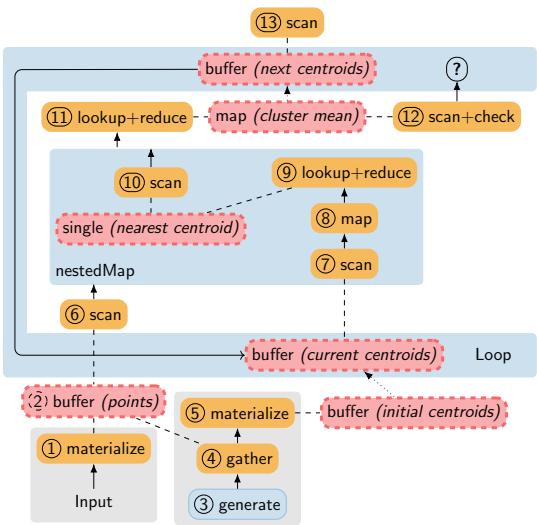 ⑬ scan
buffer (next centroids)
?
⑪ lookup+reduce
map (cluster mean)
⑫ scan+check
⑨ lookup+reduce
⑩ scan
⑧ map
single (nearest centroid)
⑦ scan
nestedMap
⑥ scan
buffer (current centroids)
Loop
② buffer (points)
⑤ materialize
buffer (initial centroids)
① materialize
④ gather
Input
③ generate